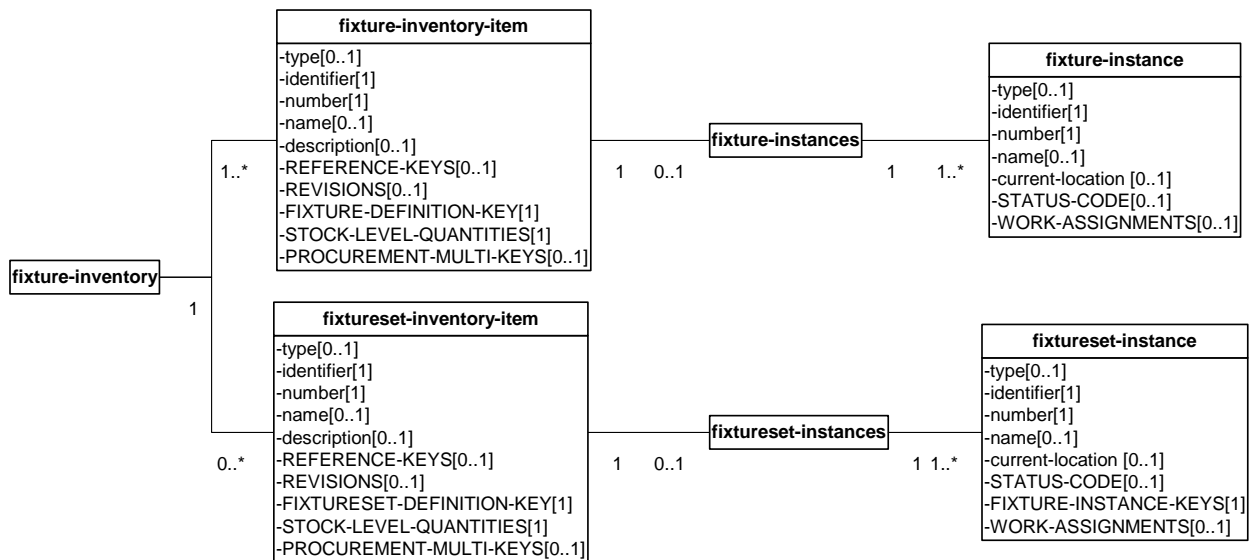 fixture-inventory-item
-type[0..1]
-identifier[1]
-number[1]
-name[0..1]
-description[0..1]
-REFERENCE-KEYS[0..1]
-REVISIONS[0..1]
-FIXTURE-DEFINITION-KEY[1]
-STOCK-LEVEL-QUANTITIES[1]
-PROCUREMENT-MULTI-KEYS[0..1]
fixture-instances
fixture-instance
-type[0..1]
-identifier[1]
-number[1]
-name[0..1]
-current-location [0..1]
-STATUS-CODE[0..1]
-WORK-ASSIGNMENTS[0..1]
1..*
1
0..1
1
1..*
fixture-inventory
1
fixtureset-inventory-item
-type[0..1]
-identifier[1]
-number[1]
-name[0..1]
-description[0..1]
-REFERENCE-KEYS[0..1]
-REVISIONS[0..1]
-FIXTURESET-DEFINITION-KEY[1]
-STOCK-LEVEL-QUANTITIES[1]
-PROCUREMENT-MULTI-KEYS[0..1]
fixtureset-instances
fixtureset-instance
-type[0..1]
-identifier[1]
-number[1]
-name[0..1]
-current-location [0..1]
-STATUS-CODE[0..1]
-FIXTURE-INSTANCE-KEYS[1]
-WORK-ASSIGNMENTS[0..1]
0..*
1
0..1
1
1..*